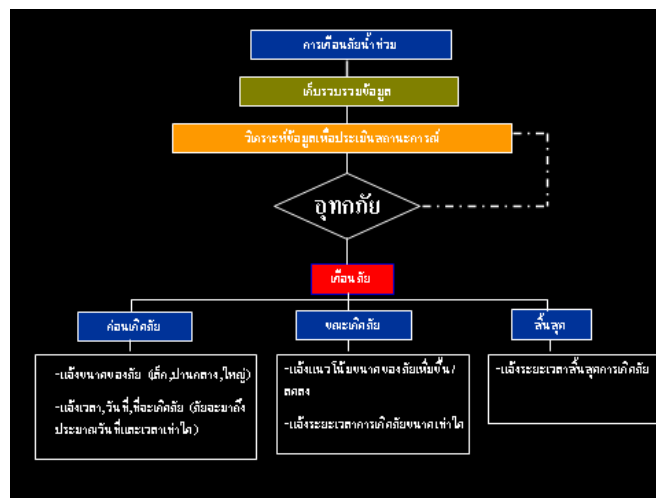 การเตือนภัยน้ำท่วม
เก็บรวบรวมข้อมูล
วิเคราะห์ข้อมูลเพื่อประเมินสถานะการณ์
อุทกภัย
เตือนภัย
ก่อนเกิดภัย
ขณะเกิดภัย
สิ้นสุด
-แจ้งขนาดของภัย (เล็ก,ปานกลาง,ใหญ่)
-แจ้งเวลา,วันที่,ที่จะเกิดภัย (ภัยจะมาถึง
ประมาณวันที่และเวลาเท่าใด)
-แจ้งแนวโน้มขนาดของภัยเพิ่มขึ้น/
ลดลง
-แจ้งระยะเวลาการเกิดภัยขนาดเท่าใด
-แจ้งระยะเวลาสิ้นสุดการเกิดภัย